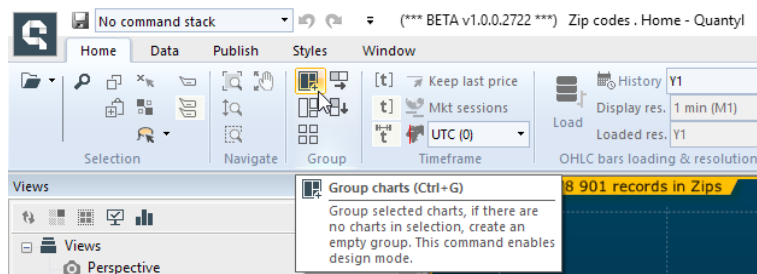 No command stack
(*** BETA v1.0.0.2722 ***) Zip codes . Home - Quantyl
Home Data Publish Styles Window
[t] Keep last price
History Y1
t] Mkt sessions
Display res. 1 min (M1)
Load
t UTC (0)
Loaded res. Y1
Selection Navigate Group Timeframe OHLC bars loading & resolution
Views
Group charts (Ctrl+G)
8 901 records in Zips
Group selected charts, if there are
no charts in selection, create an
empty group. This command enables
design mode.
Views
Perspective